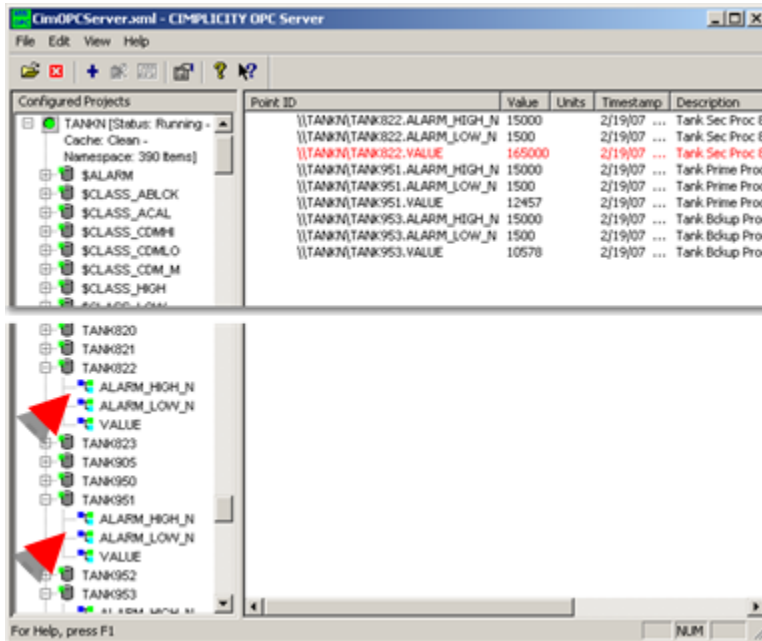 CimOPCServer.xml - CIMPLICITY OPC Server
File Edit View Help
Configured Projects
TANKN [Status: Running -
Cache: Clean -
Namespace: 390 Items]
$ALARM
$CLASS_ABLCK
$CLASS_ACAL
$CLASS_CDMHI
$CLASS_CDMLO
$CLASS_CDM_M
$CLASS_HIGH
Point ID Value Units Timestamp Description
\\TANKN\TANK822.ALARM_HIGH_N 15000 2/19/07 ... Tank Sec Proc 8
\\TANKN\TANK822.ALARM_LOW_N 1500 2/19/07 ... Tank Sec Proc 8
\\TANKN\TANK822.VALUE 165000 2/19/07 ... Tank Sec Proc 8
\\TANKN\TANK951.ALARM_HIGH_N 15000 2/19/07 ... Tank Prime Proc
\\TANKN\TANK951.ALARM_LOW_N 1500 2/19/07 ... Tank Prime Proc
\\TANKN\TANK951.VALUE 12457 2/19/07 ... Tank Prime Proc
\\TANKN\TANK953.ALARM_HIGH_N 15000 2/19/07 ... Tank Bckup Pro
\\TANKN\TANK953.ALARM_LOW_N 1500 2/19/07 ... Tank Bckup Pro
\\TANKN\TANK953.VALUE 10578 2/19/07 ... Tank Bckup Pro
TANK820
TANK821
TANK822
ALARM_HIGH_N
ALARM_LOW_N
VALUE
TANK823
TANK905
TANK950
TANK951
ALARM_HIGH_N
ALARM_LOW_N
VALUE
TANK952
TANK953
For Help, press F1
NUM